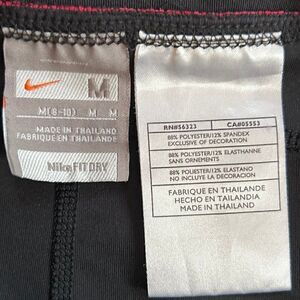 M
M(8-10) M M
MADE IN THAILAND
FABRIQUE EN THAILANDE
Nike FIT DRY
RN#56323 CA#05553
88% POLYESTER/12% SPANDEX
EXCLUSIVE OF DECORATION
88% POLYESTER/12% ELASTHANNE
SANS ORNEMENTS
88% POLIESTER/12% ELASTANO
NO INCLUYE LA DECORACION
FABRIQUE EN THAILANDE
HECHO EN TAILANDIA
MADE IN THAILAND